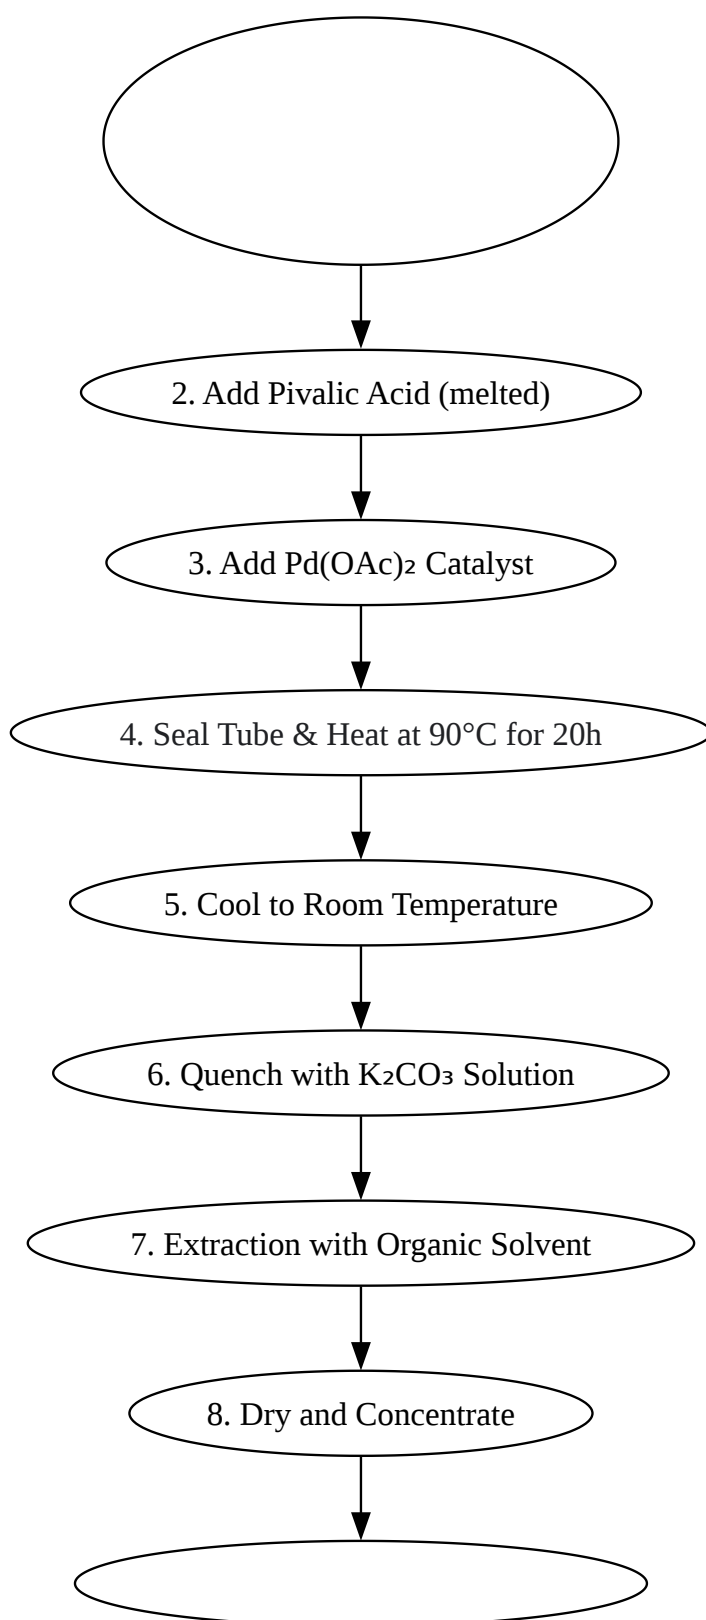 2. Add Pivalic Acid (melted)
3. Add Pd(OAc)₂ Catalyst
4. Seal Tube & Heat at 90°C for 20h
5. Cool to Room Temperature
6. Quench with K₂CO₃ Solution
7. Extraction with Organic Solvent
8. Dry and Concentrate